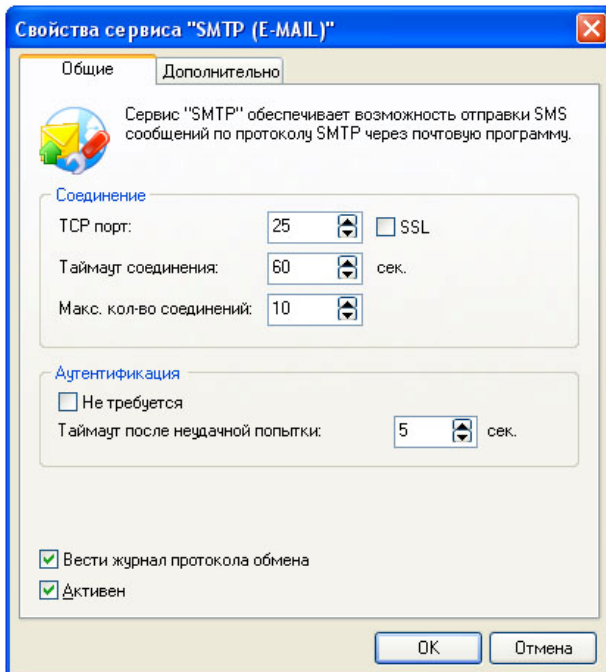 Свойства сервиса "SMTP (E-MAIL)"
Общие
Дополнительно
Сервис "SMTP" обеспечивает возможность отправки SMS
сообщений по протоколу SMTP через почтовую программу.
Соединение
TCP порт: 25 SSL
Таймаут соединения: 60 сек.
Макс. кол-во соединений: 10
Аутентификация
Не требуется
Таймаут после неудачной попытки: 5 сек.
Вести журнал протокола обмена
Активен
OK Отмена